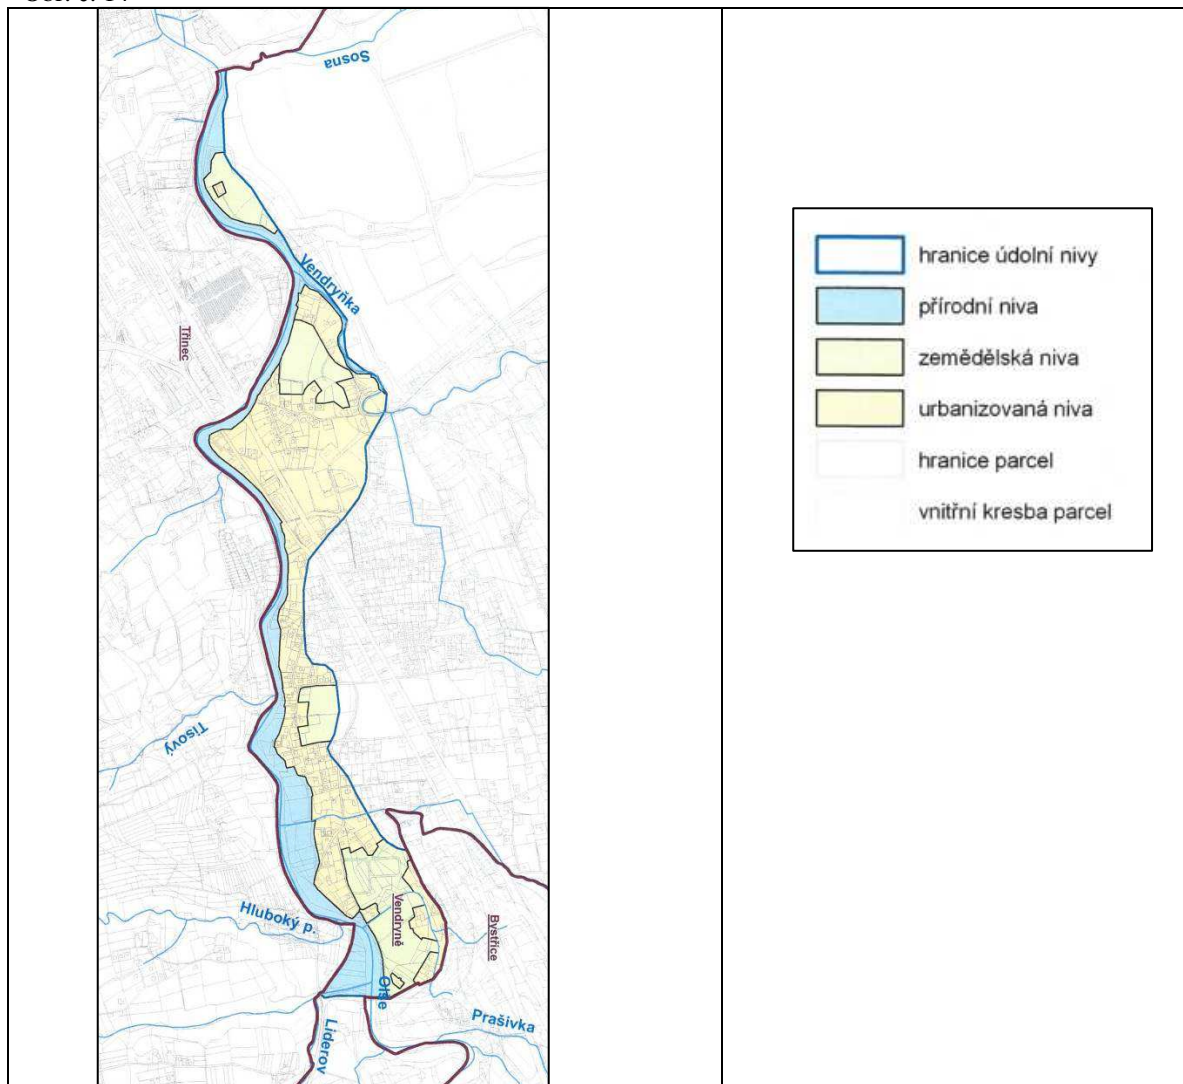 Sosna
Vendryňka
Třinec
Tisový
Hluboký p.
Vendryně
Bystřice
Olše
Prašivka
Líderov
hranice údolní nivy
přírodní niva
zemědělská niva
urbanizovaná niva
hranice parcel
vnitřní kresba parcel